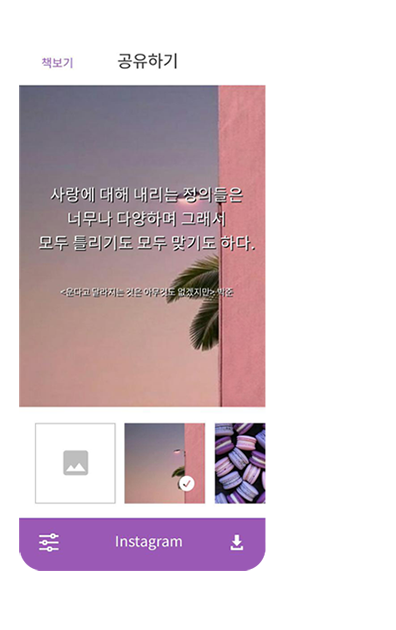 책보기
공유하기
사랑에 대해 내리는 정의들은
너무나 다양하며 그래서
모두 틀리기도 모두 맞기도 하다.
<운다고 달라지는 것은 아무것도 없겠지만> 박준
Instagram